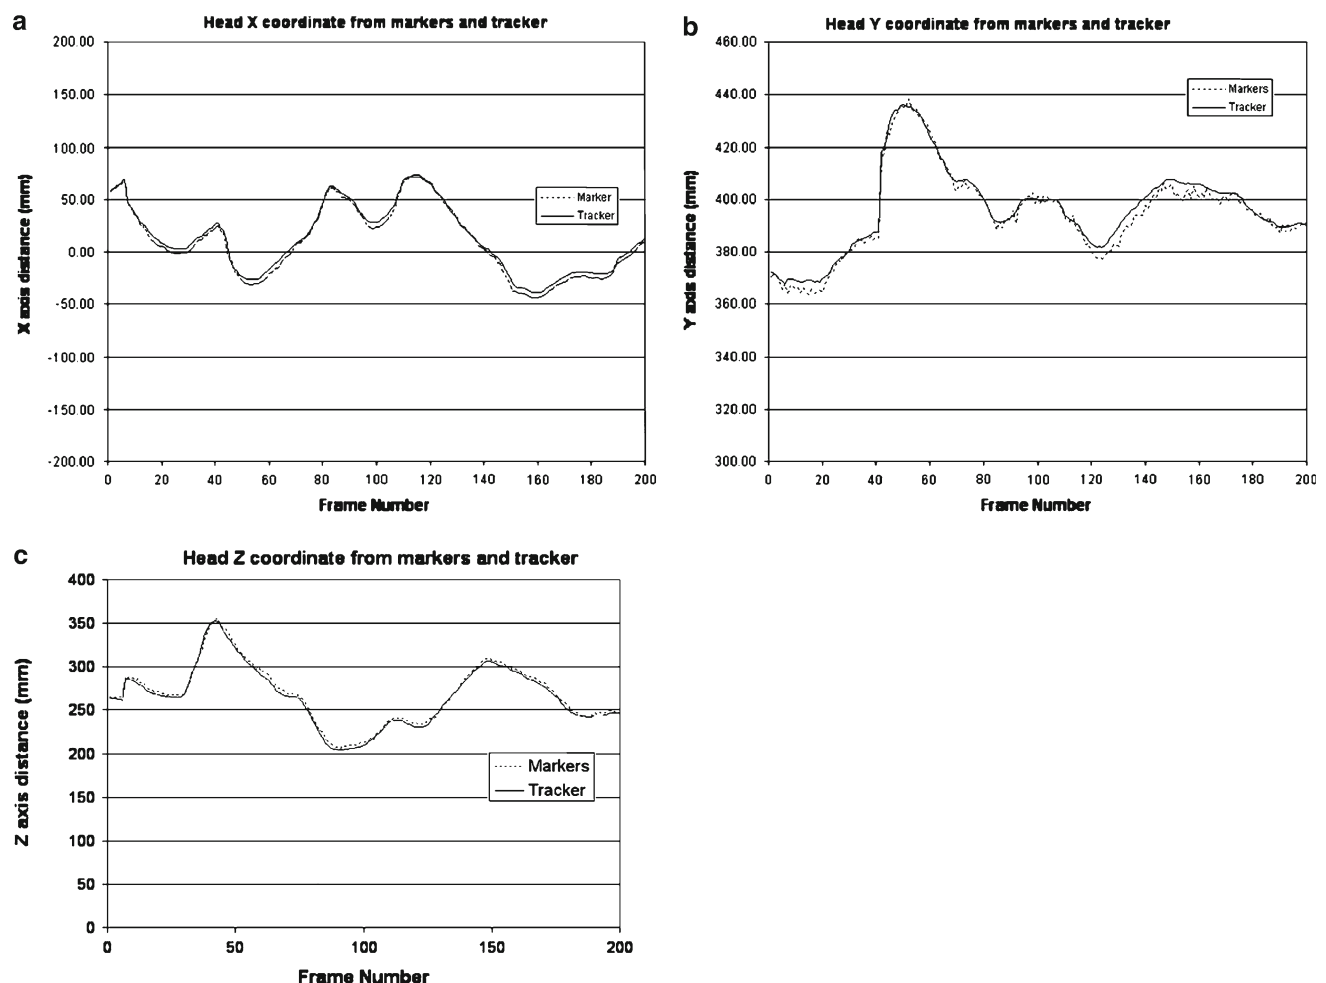 a
Head X coordinate from markers and tracker
200.00
150.00
100.00
50.00
0.00
-50.00
-100.00
-150.00
-200.00
X axis distance (mm)
Marker
Tracker
0 20 40 60 80 100 120 140 160 180 200
Frame Number
b
Head Y coordinate from markers and tracker
460.00
440.00
420.00
400.00
380.00
360.00
340.00
320.00
300.00
Y axis distance (mm)
Markers
Tracker
0 20 40 60 80 100 120 140 160 180 200
Frame Number
c
Head Z coordinate from markers and tracker
400
350
300
250
200
150
100
50
0
Z axis distance (mm)
Markers
Tracker
0 50 100 150 200
Frame Number